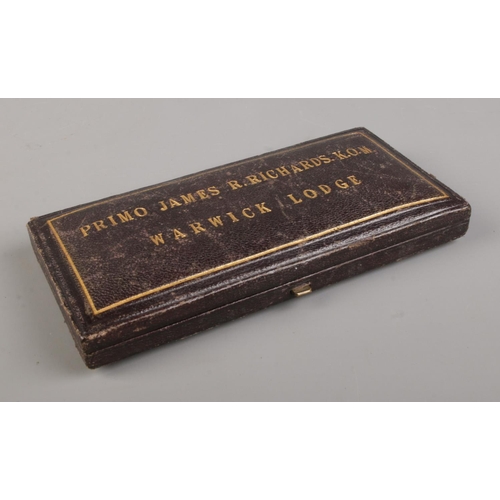 PRIMO JAMES R. RICHARDS. K.O.M.
WARWICK LODGE